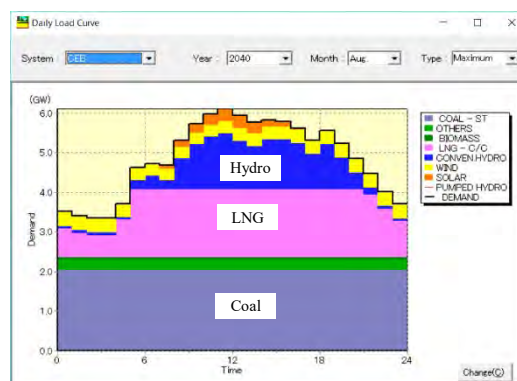 Daily Load Curve
System : CEB Year : 2040 Month : Aug. Type : Maximum
(GW)
6.0
5.0
4.0
3.0
2.0
1.0
0.0
Demand
0 6 12 18 24
Time
Hydro
LNG
Coal
COAL - ST
OTHERS
BIOMASS
LNG - C/C
CONVEN.HYDRO
WIND
SOLAR
PUMPED HYDRO
DEMAND
Change(C)